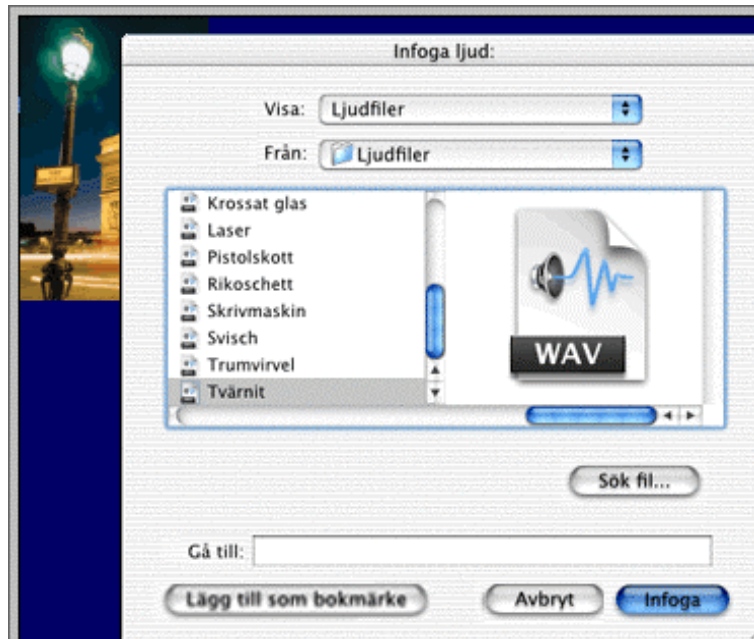 Infoga ljud:
Visa: Ljudfiler
Från: Ljudfiler
Krossat glas
Laser
Pistolskott
Rikoschett
Skrivmaskin
Svisch
Trumvirvel
Tvärnit
WAV
Sök fil...
Gå till:
Lägg till som bokmärke Avbryt Infoga